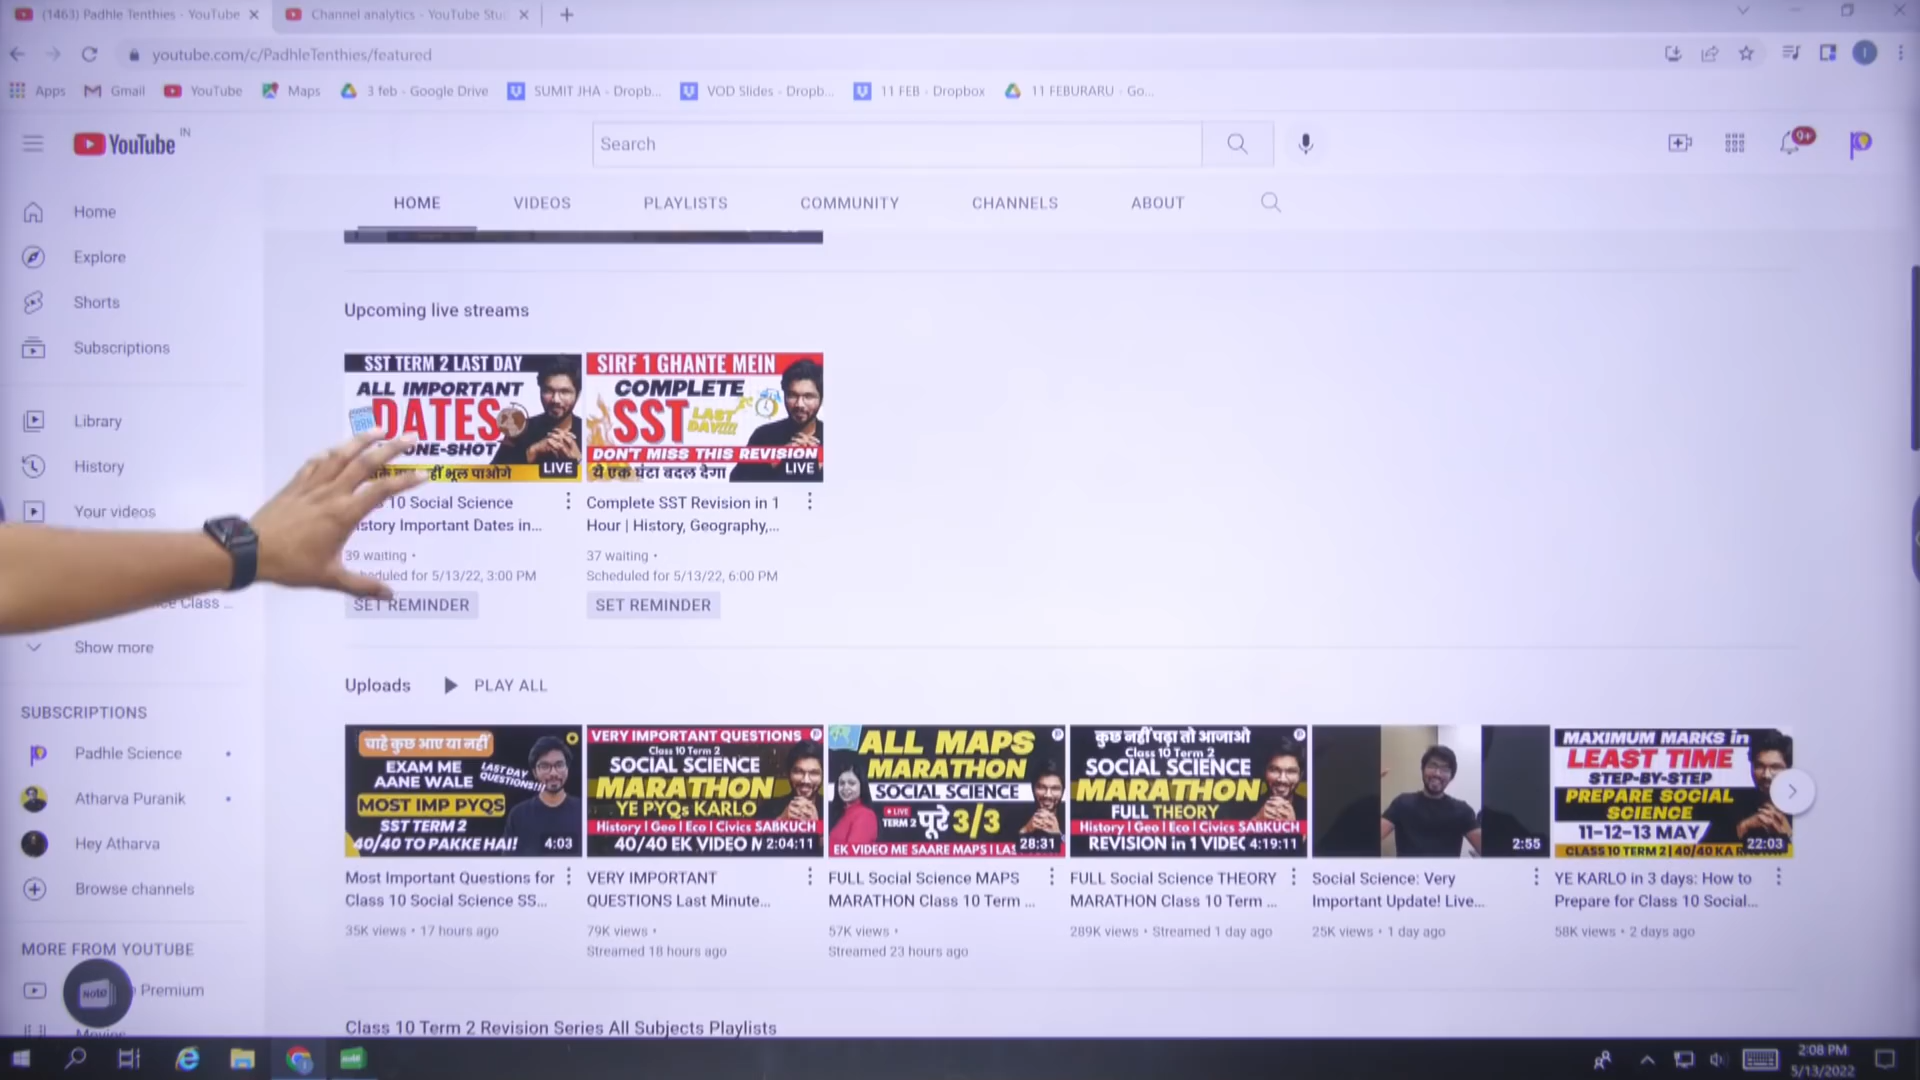 (1463) Padhle Tenthies - YouTube
Channel analytics - YouTube Stu
youtube.com/c/PadhleTenthies/featured
Apps
Gmail
YouTube
Maps
3 feb - Google Drive
SUMIT JHA - Dropb...
VOD Slides - Dropb...
11 FEB - Dropbox
11 FEBURARU - Go...
YouTube IN
Search
9+
HOME
VIDEOS
PLAYLISTS
COMMUNITY
CHANNELS
ABOUT
Home
Explore
Shorts
Subscriptions
Library
History
Your videos
ce Class ...
Show more
SUBSCRIPTIONS
Padhle Science
Atharva Puranik
Hey Atharva
Browse channels
MORE FROM YOUTUBE
Premium
Movies
Note
Upcoming live streams
SST TERM 2 LAST DAY
ALL IMPORTANT
DATES
ONE-SHOT
भूल पाओगे
LIVE
10 Social Science
istory Important Dates in...
39 waiting •
heduled for 5/13/22, 3:00 PM
SET REMINDER
SIRF 1 GHANTE MEIN
COMPLETE
SST
LAST
DAY!!!!
DON'T MISS THIS REVISION
ये एक घंटा बदल देगा
LIVE
Complete SST Revision in 1
Hour | History, Geography,...
37 waiting •
Scheduled for 5/13/22, 6:00 PM
SET REMINDER
Uploads
PLAY ALL
चाहे कुछ आए या नहीं
EXAM ME
AANE WALE
LAST DAY
QUESTIONS!!!
MOST IMP PYQS
SST TERM 2
40/40 TO PAKKE HAI!
4:03
Most Important Questions for
Class 10 Social Science SS...
35K views • 17 hours ago
VERY IMPORTANT QUESTIONS
Class 10 Term 2
SOCIAL SCIENCE
MARATHON
YE PYQs KARLO
History | Geo | Eco | Civics SABKUCH
40/40 EK VIDEO M
2:04:11
VERY IMPORTANT
QUESTIONS Last Minute...
79K views •
Streamed 18 hours ago
ALL MAPS
MARATHON
SOCIAL SCIENCE
LIVE
TERM 2 पूरे 3/3
EK VIDEO ME SAARE MAPS I LAS
28:31
FULL Social Science MAPS
MARATHON Class 10 Term ...
57K views •
Streamed 23 hours ago
कुछ नहीं पढ़ा तो आजाओ
Class 10 Term 2
SOCIAL SCIENCE
MARATHON
FULL THEORY
History | Geo | Eco | Civics SABKUCH
REVISION in 1 VIDEO
4:19:11
FULL Social Science THEORY
MARATHON Class 10 Term ...
289K views • Streamed 1 day ago
2:55
Social Science: Very
Important Update! Live...
25K views • 1 day ago
MAXIMUM MARKS in
LEAST TIME
STEP-BY-STEP
PREPARE SOCIAL
SCIENCE
11-12-13 MAY
CLASS 10 TERM 2 | 40/40 KA
22:03
YE KARLO in 3 days: How to
Prepare for Class 10 Social...
58K views • 2 days ago
Class 10 Term 2 Revision Series All Subjects Playlists
2:08 PM
5/13/2022